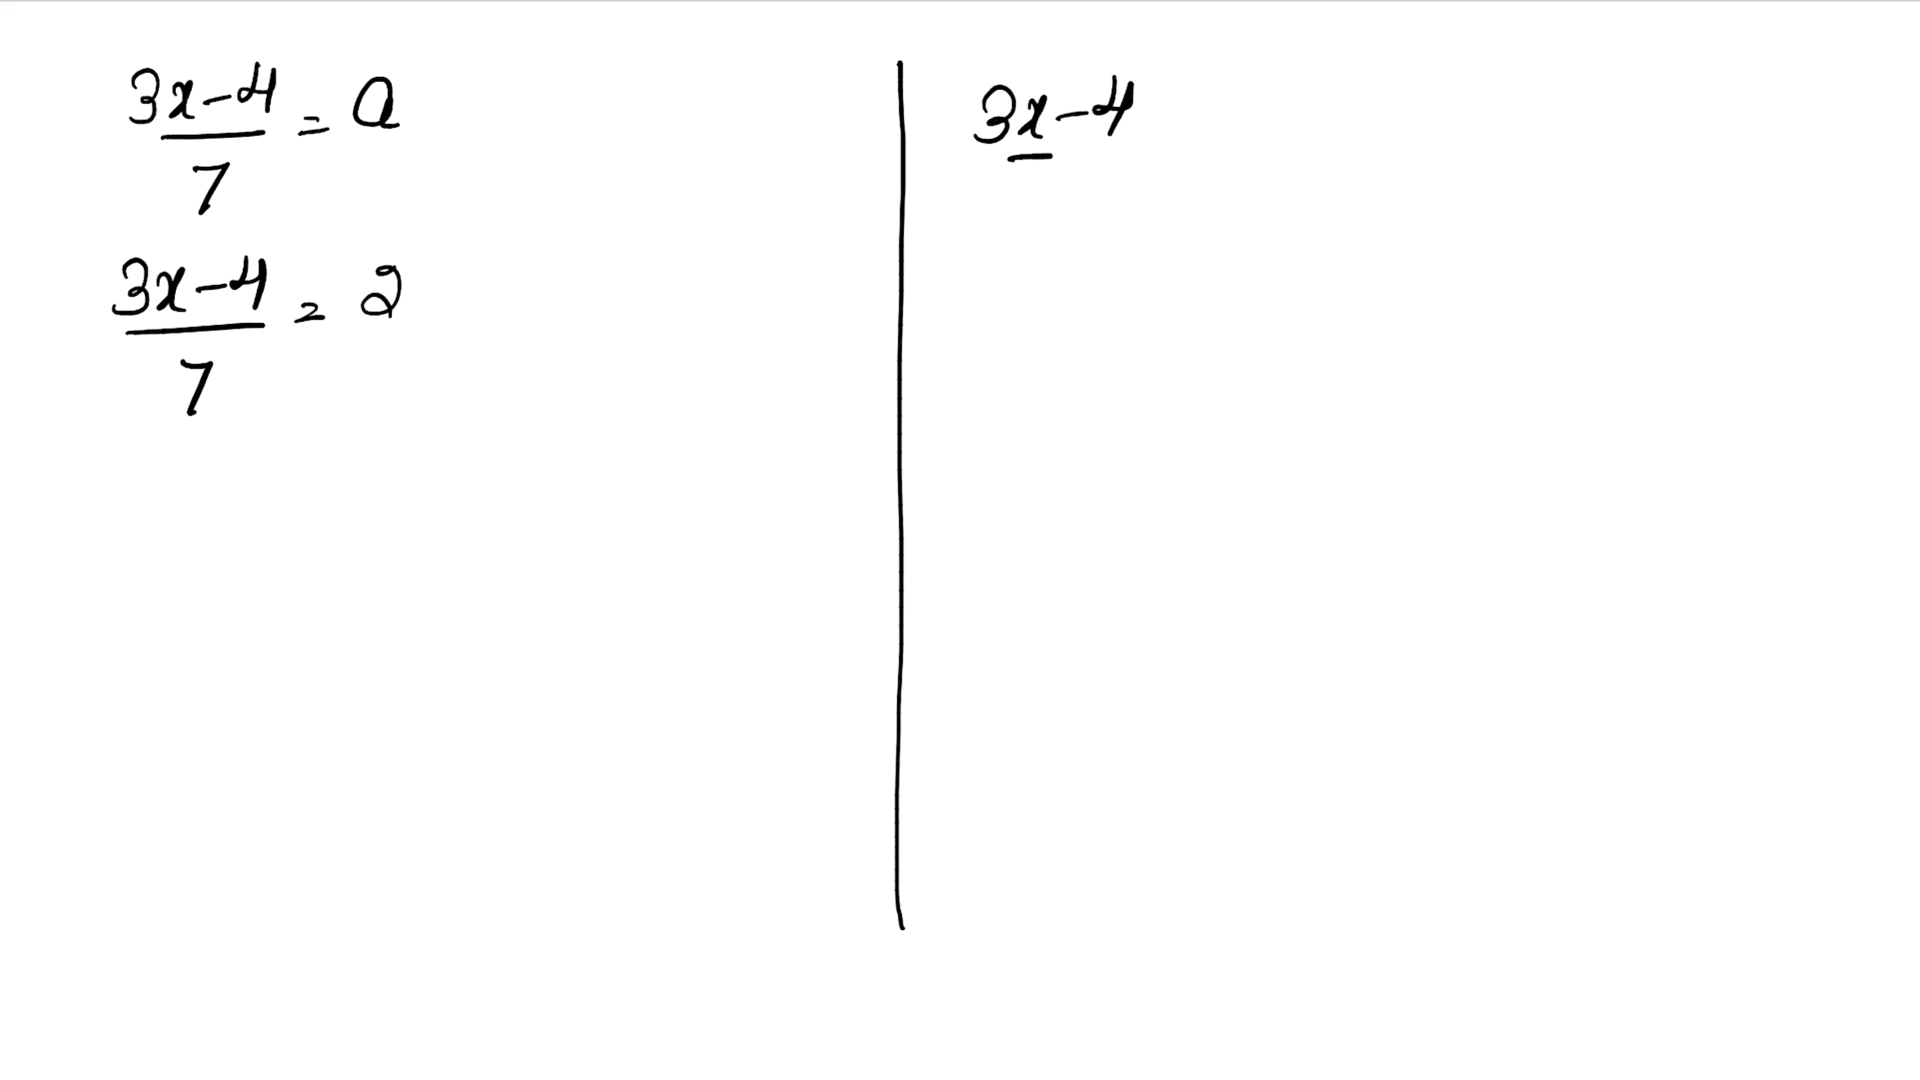 3x-4/7 = a
3x-4/7 = 2
3x-4